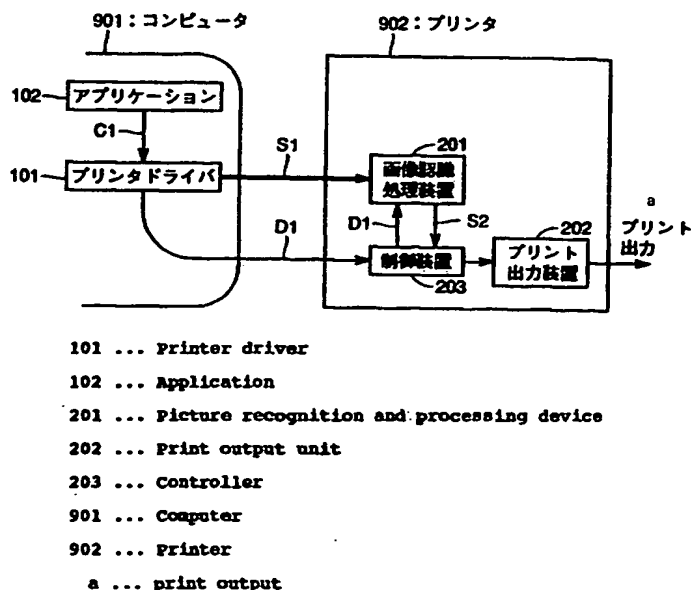 901：コンピュータ
902：プリンタ
102
アプリケーション
C1
S1
201
101
プリンタドライバ
画像認識
処理装置
a
D1
S2
202
プリント
出力
D1
制御装置
203
プリント
出力装置
101 ... Printer driver
102 ... Application
201 ... Picture recognition and processing device
202 ... Print output unit
203 ... Controller
901 ... Computer
902 ... Printer
a ... print output